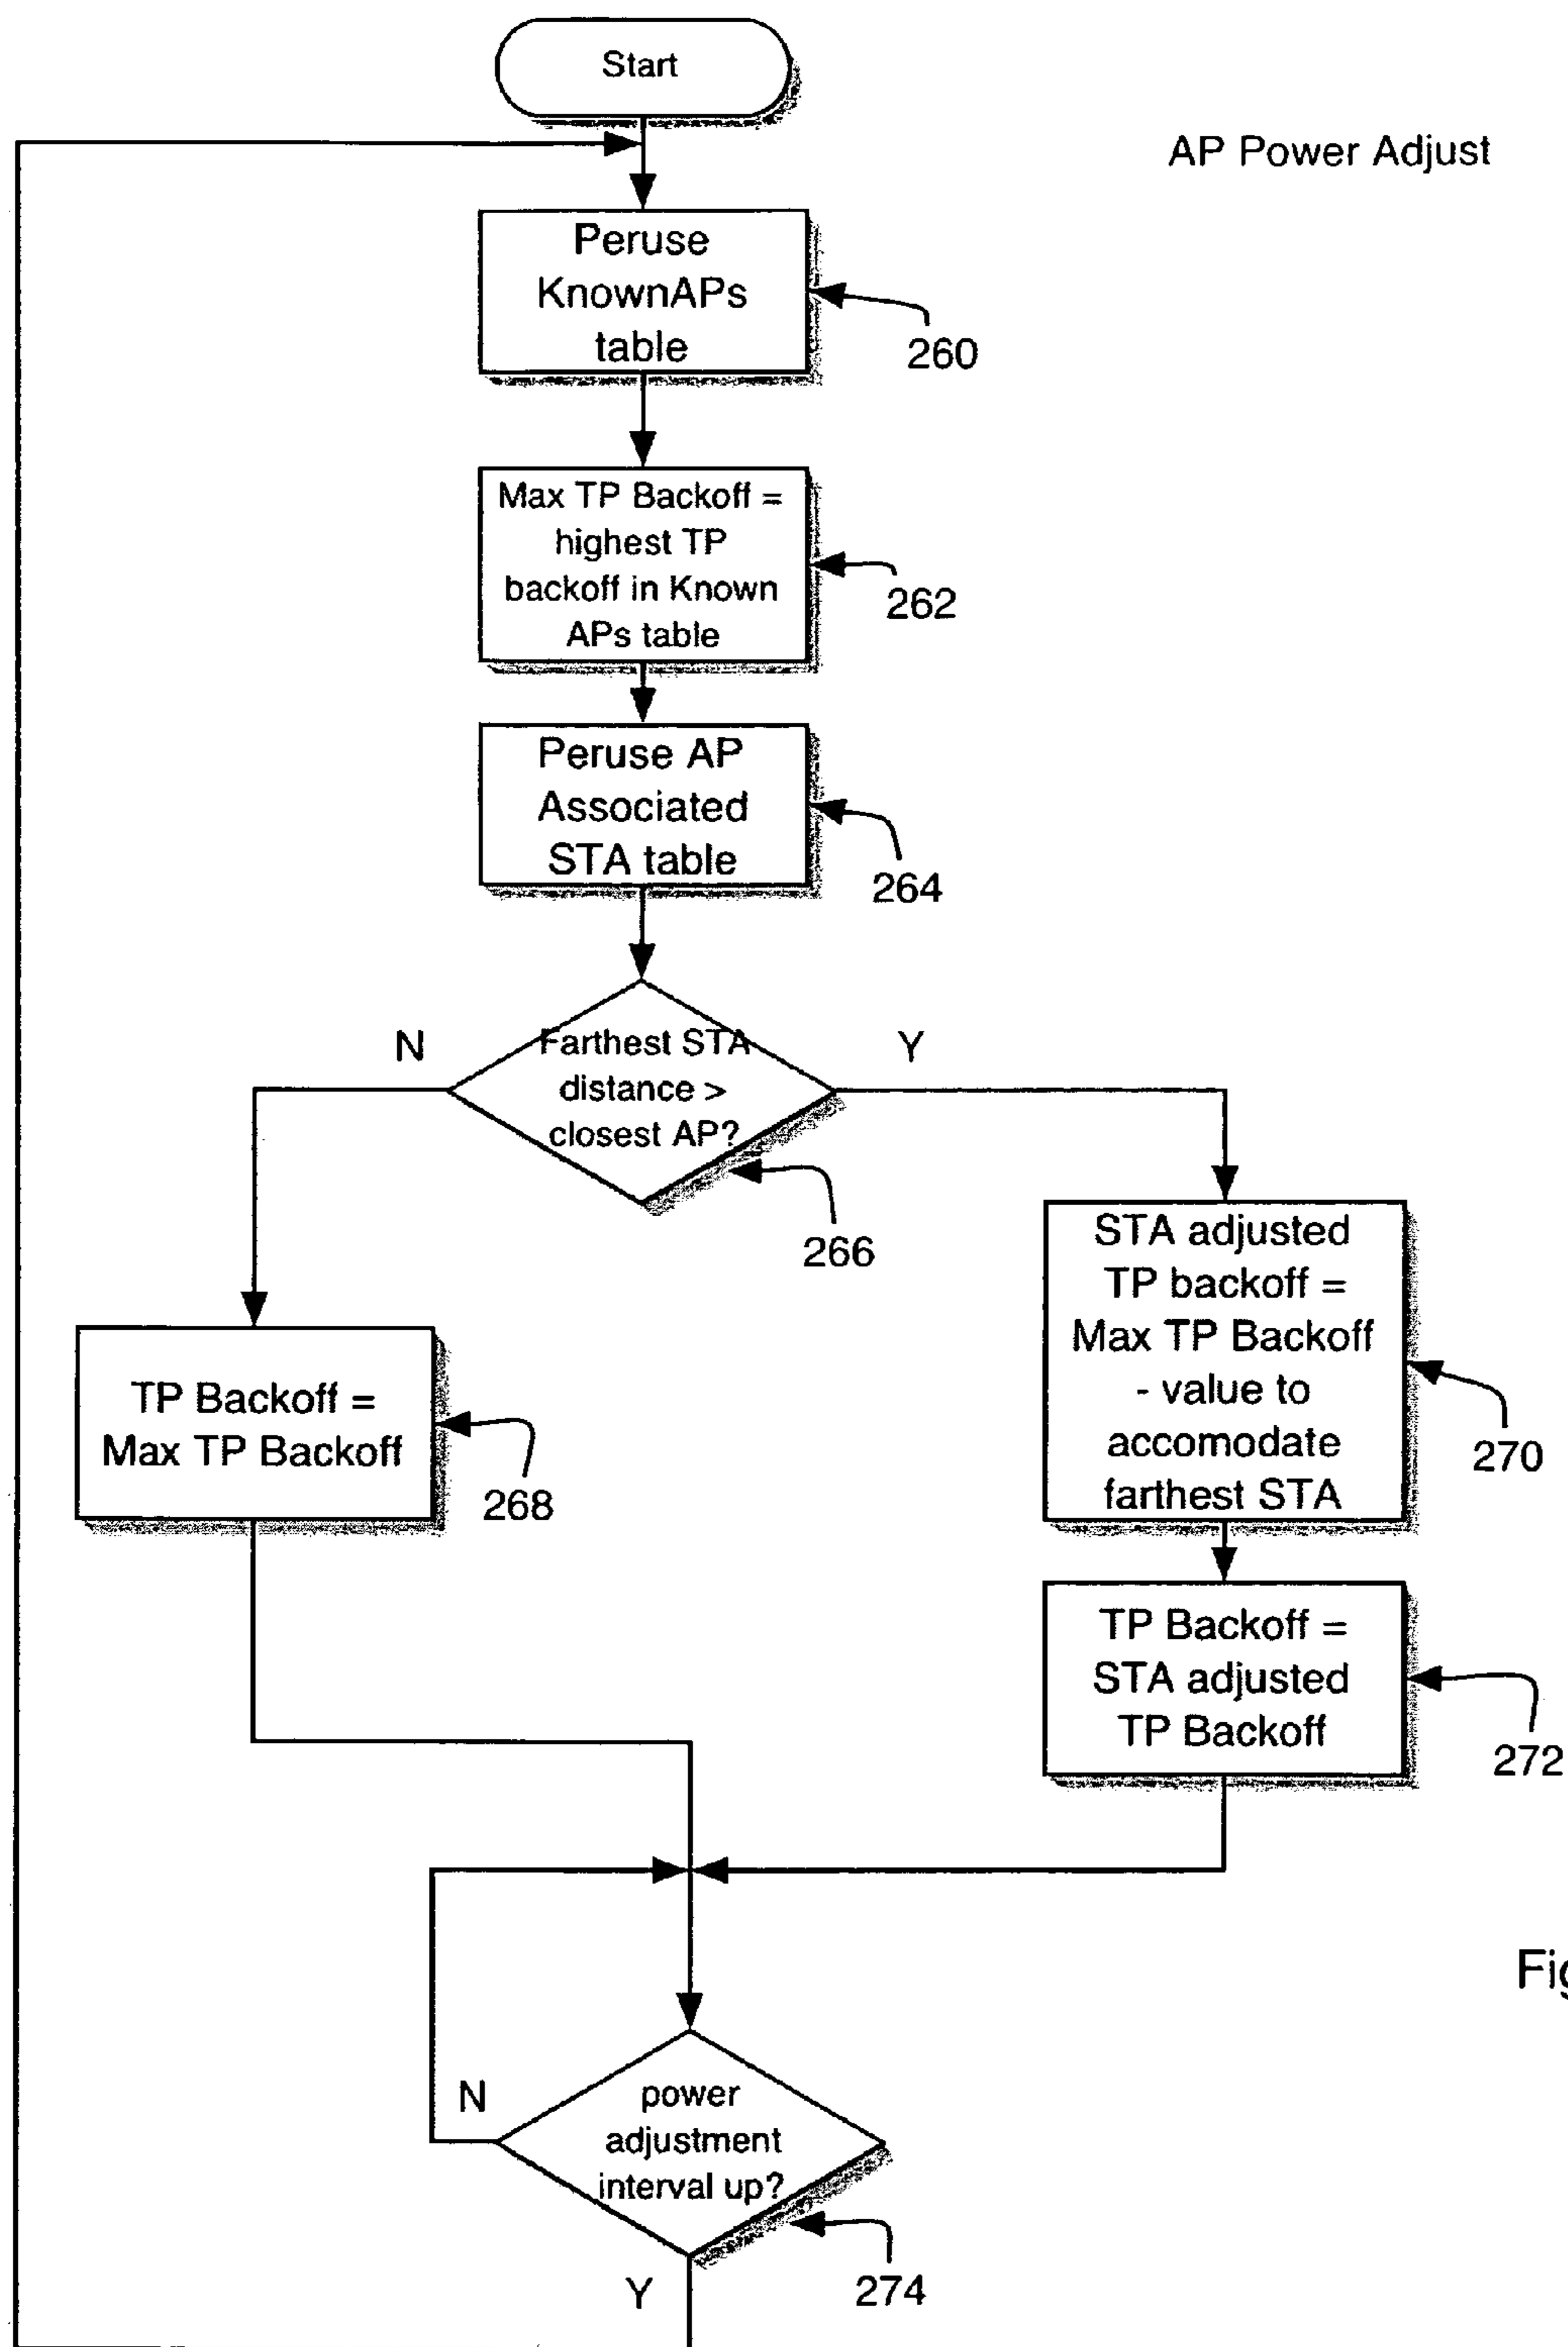 Start
AP Power Adjust
Peruse
KnownAPs
table
260
Max TP Backoff =
highest TP
backoff in Known
APs table
262
Peruse AP
Associated
STA table
264
N
Farthest STA
distance >
closest AP?
Y
266
STA adjusted
TP backoff =
Max TP Backoff
- value to
accomodate
farthest STA
270
TP Backoff =
Max TP Backoff
268
TP Backoff =
STA adjusted
TP Backoff
272
N
power
adjustment
interval up?
Y
274